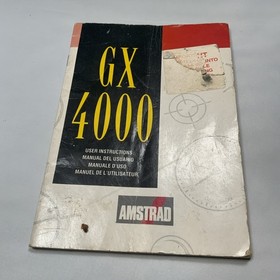 GX
4000
USER INSTRUCTIONS
MANUAL DEL USUARIO
MANUALE D'USO
MANUEL DE L'UTILISATEUR
AMSTRAD